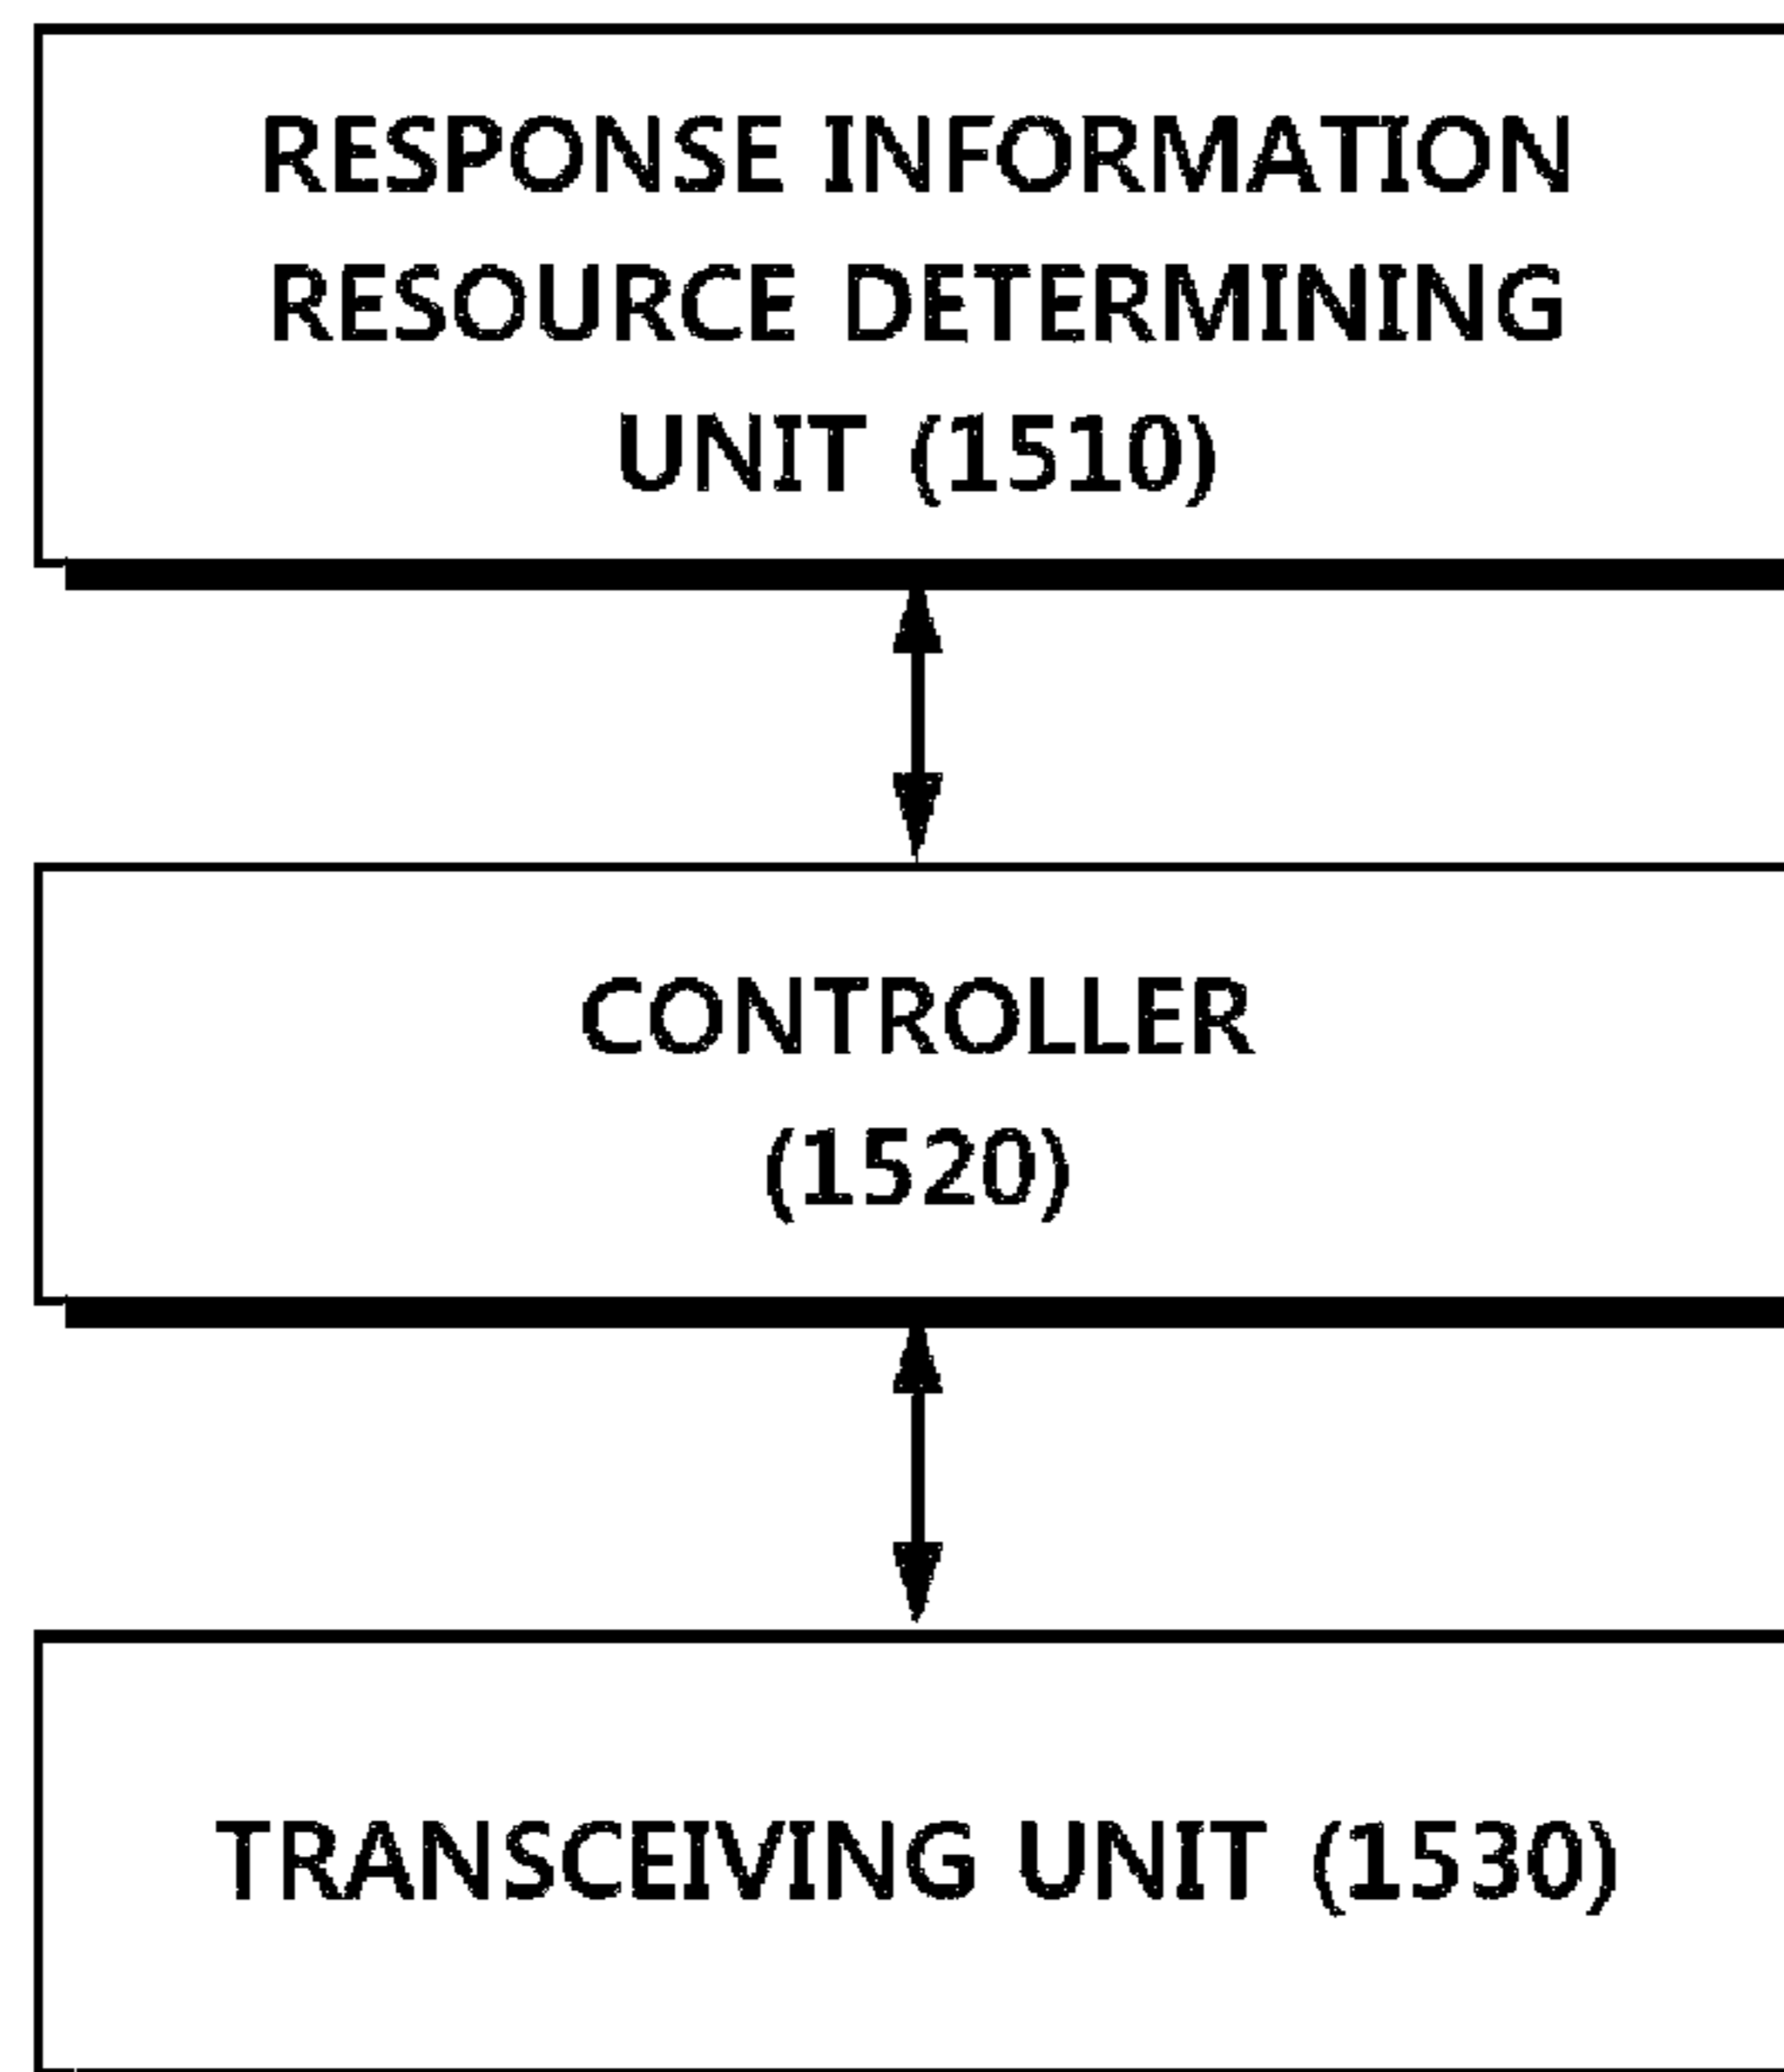 RESPONSE INFORMATION
RESOURCE DETERMINING
UNIT (1510)
CONTROLLER
(1520)
TRANSCEIVING UNIT (1530)